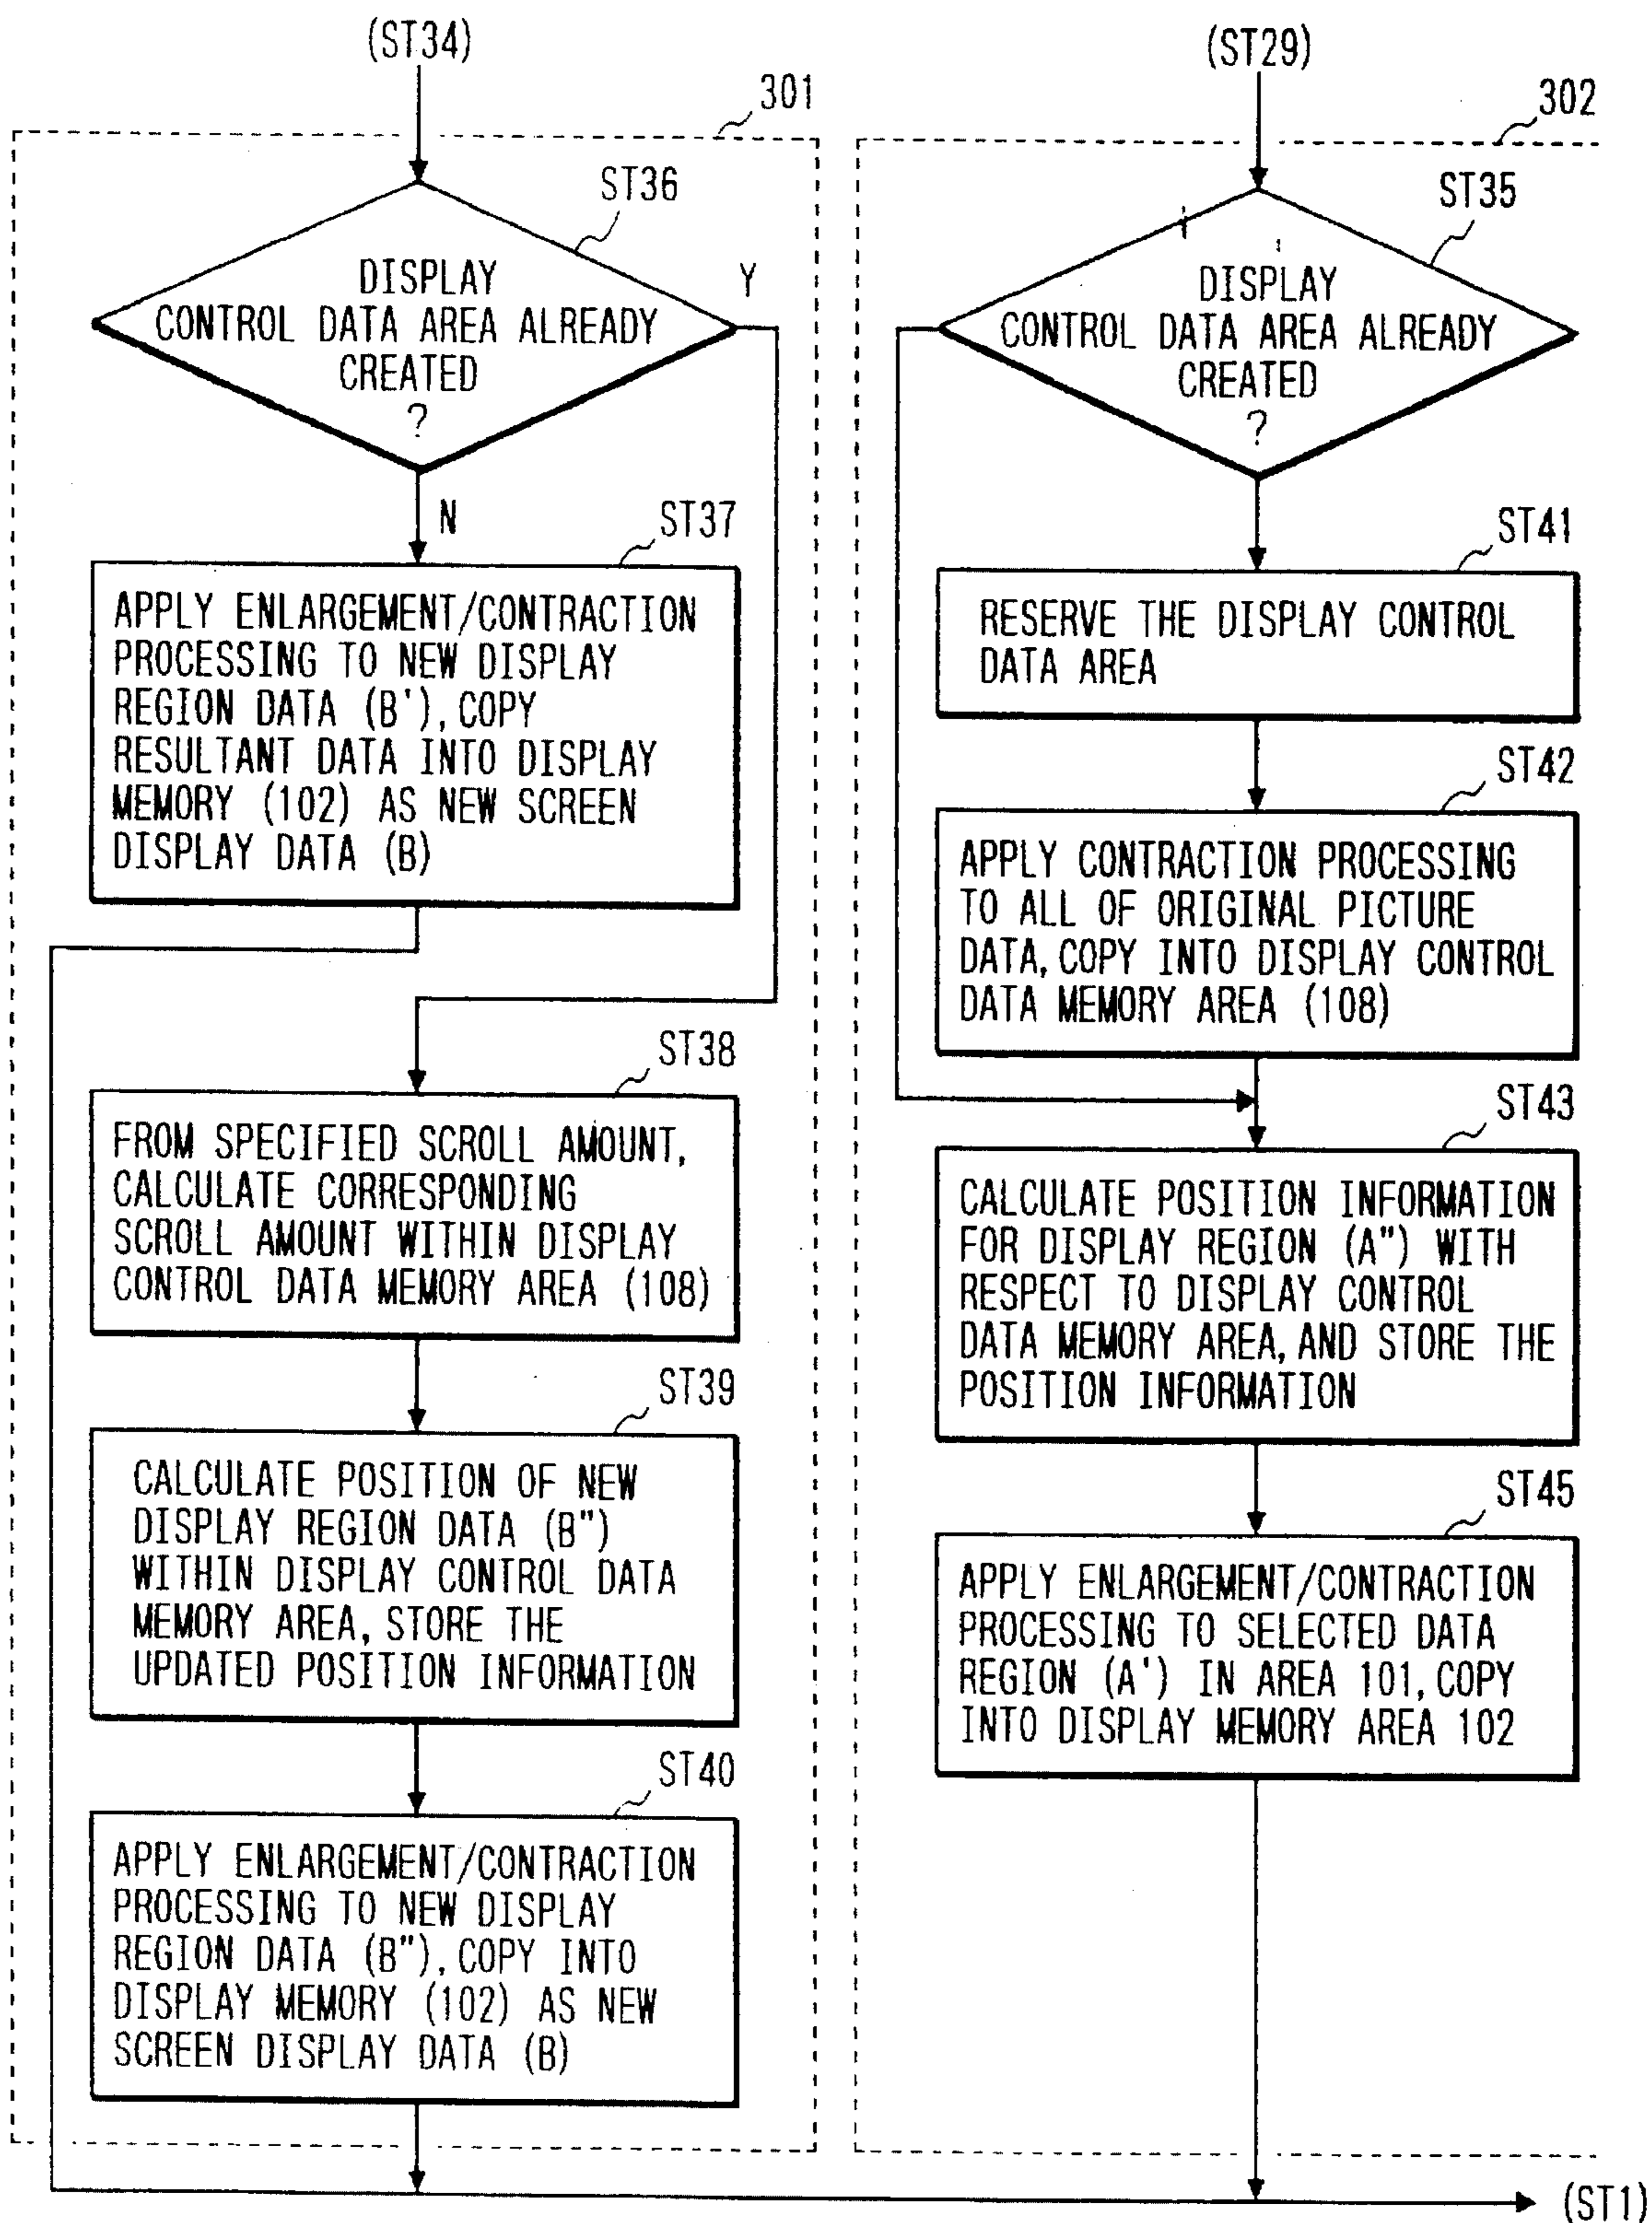 (ST34)
301
ST36
DISPLAY
CONTROL DATA AREA ALREADY
CREATED
?
Y
N
ST37
APPLY ENLARGEMENT/CONTRACTION
PROCESSING TO NEW DISPLAY
REGION DATA (B'), COPY
RESULTANT DATA INTO DISPLAY
MEMORY (102) AS NEW SCREEN
DISPLAY DATA (B)
ST38
FROM SPECIFIED SCROLL AMOUNT,
CALCULATE CORRESPONDING
SCROLL AMOUNT WITHIN DISPLAY
CONTROL DATA MEMORY AREA (108)
ST39
CALCULATE POSITION OF NEW
DISPLAY REGION DATA (B")
WITHIN DISPLAY CONTROL DATA
MEMORY AREA, STORE THE
UPDATED POSITION INFORMATION
ST40
APPLY ENLARGEMENT/CONTRACTION
PROCESSING TO NEW DISPLAY
REGION DATA (B"), COPY INTO
DISPLAY MEMORY (102) AS NEW
SCREEN DISPLAY DATA (B)
(ST29)
302
ST35
DISPLAY
CONTROL DATA AREA ALREADY
CREATED
?
ST41
RESERVE THE DISPLAY CONTROL
DATA AREA
ST42
APPLY CONTRACTION PROCESSING
TO ALL OF ORIGINAL PICTURE
DATA, COPY INTO DISPLAY CONTROL
DATA MEMORY AREA (108)
ST43
CALCULATE POSITION INFORMATION
FOR DISPLAY REGION (A") WITH
RESPECT TO DISPLAY CONTROL
DATA MEMORY AREA, AND STORE THE
POSITION INFORMATION
ST45
APPLY ENLARGEMENT/CONTRACTION
PROCESSING TO SELECTED DATA
REGION (A') IN AREA 101, COPY
INTO DISPLAY MEMORY AREA 102
(ST1)